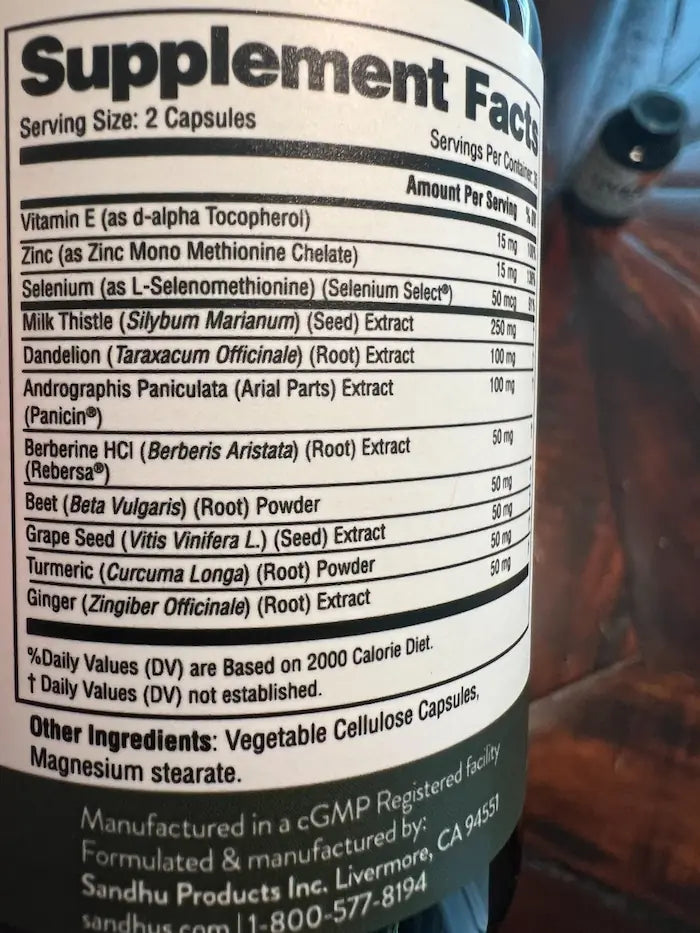 Supplement Facts
Serving Size: 2 Capsules
Servings Per Container
Amount Per Serving
Vitamin E (as d-alpha Tocopherol) 15 mg
Zinc (as Zinc Mono Methionine Chelate) 15 mg
Selenium (as L-Selenomethionine) (Selenium Select®) 50 mcg
Milk Thistle (Silybum Marianum) (Seed) Extract 250 mg
Dandelion (Taraxacum Officinale) (Root) Extract 100 mg
Andrographis Paniculata (Arial Parts) Extract 100 mg
(Panicin®)
Berberine HCl (Berberis Aristata) (Root) Extract 50 mg
(Rebersa®)
Beet (Beta Vulgaris) (Root) Powder 50 mg
Grape Seed (Vitis Vinifera L.) (Seed) Extract 50 mg
Turmeric (Curcuma Longa) (Root) Powder 50 mg
Ginger (Zingiber Officinale) (Root) Extract 50 mg
%Daily Values (DV) are Based on 2000 Calorie Diet.
† Daily Values (DV) not established.
Other Ingredients: Vegetable Cellulose Capsules,
Magnesium stearate.
Manufactured in a cGMP Registered facility
Formulated & manufactured by:
Sandhu Products Inc. Livermore, CA 94551
sandhus.com | 1-800-577-8194